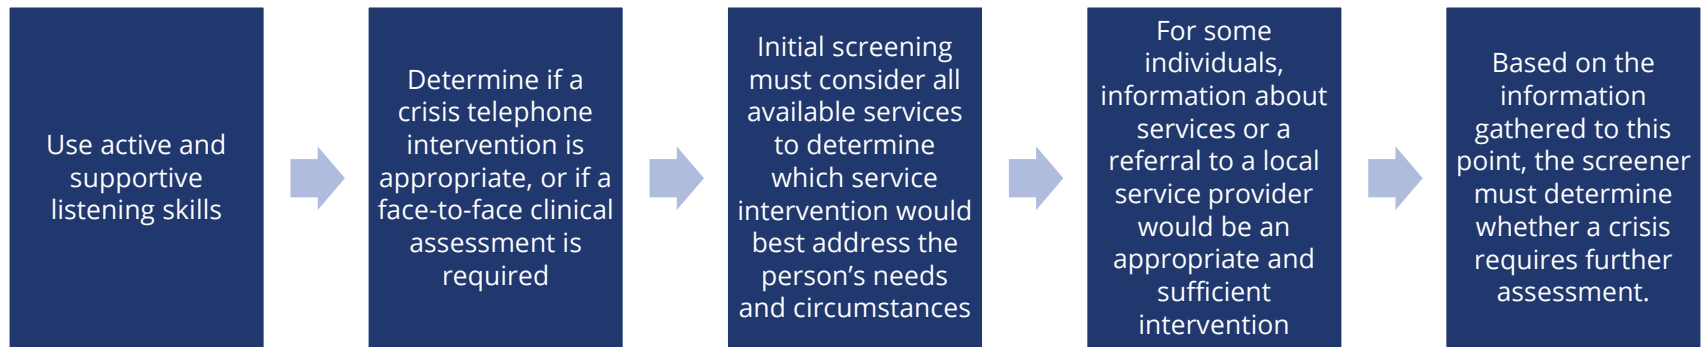 Use active and
supportive
listening skills
Determine if a
crisis telephone
intervention is
appropriate, or if a
face-to-face clinical
assessment is
required
Initial screening
must consider all
available services
to determine
which service
intervention would
best address the
person’s needs
and circumstances
For some
individuals,
information about
services or a
referral to a local
service provider
would be an
appropriate and
sufficient
intervention
Based on the
information
gathered to this
point, the screener
must determine
whether a crisis
requires further
assessment.